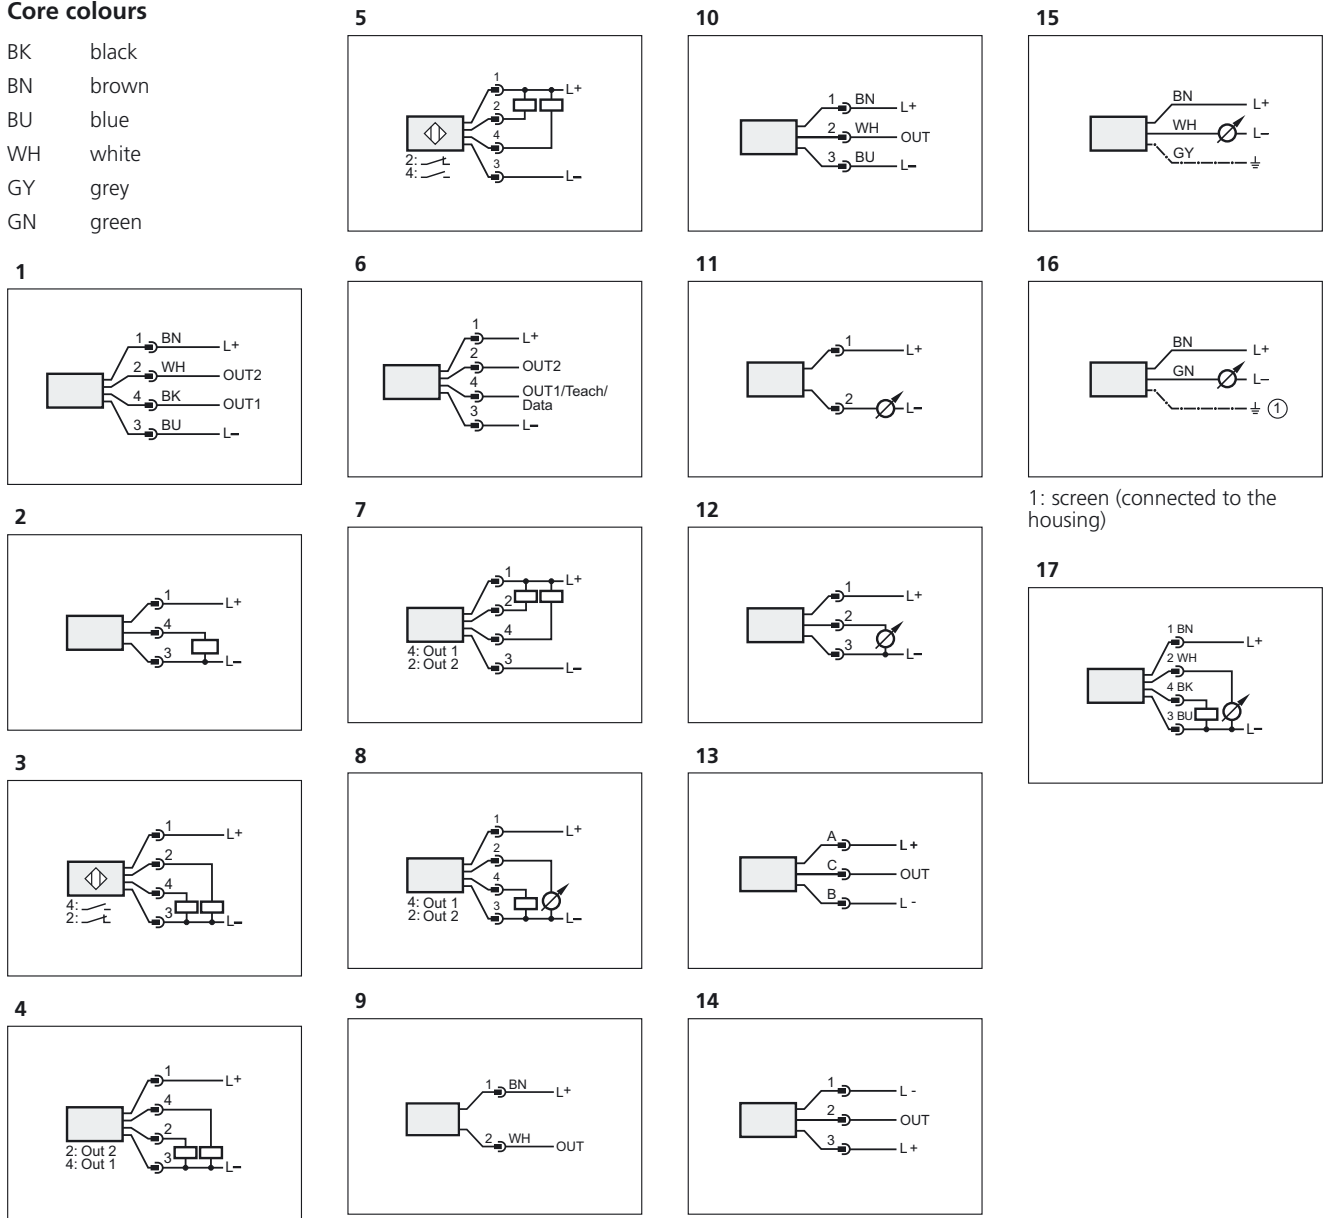 Core colours
BK black
BN brown
BU blue
WH white
GY grey
GN green
1
1 BN L+
2 WH OUT2
4 BK OUT1
3 BU L–
2
1 L+
4
3 L–
3
1 L+
2
4
4:
2: 3 L–
4
1 L+
4
2
2: Out 2
4: Out 1 3 L–
5
1 L+
2
4
2:
4: 3 L–
6
1 L+
2 OUT2
4 OUT1/Teach/
Data
3 L–
7
1 L+
2
4
4: Out 1
2: Out 2 3 L–
8
1 L+
2
4
4: Out 1
2: Out 2 3 L–
9
1 BN L+
2 WH OUT
10
1 BN L+
2 WH OUT
3 BU L–
11
1 L+
2 L–
12
1 L+
2
3 L–
13
A L+
C OUT
B L -
14
1 L -
2 OUT
3 L+
15
BN L+
WH L–
GY
16
BN L+
GN L–
1
1: screen (connected to the
housing)
17
1 BN L+
2 WH
4 BK
3 BU L–